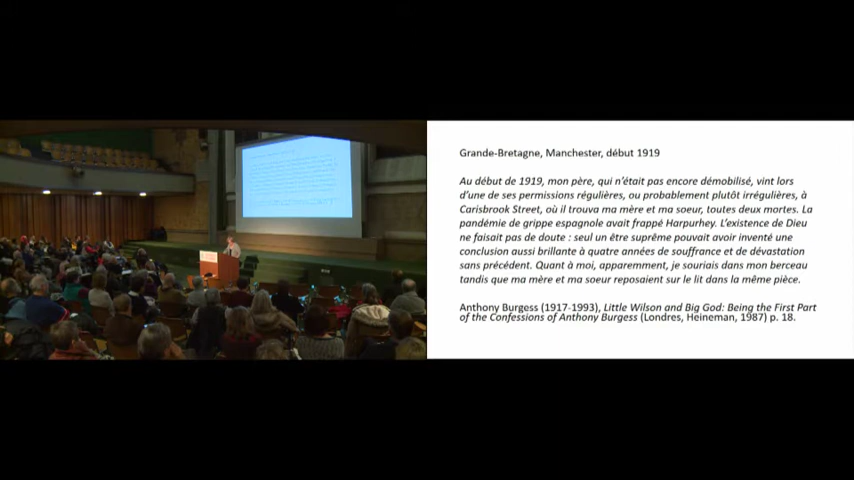 Grande-Bretagne, Manchester, début 1919
Au début de 1919, mon père, qui n'était pas encore démobilisé, vint lors
d'une de ses permissions régulières, ou probablement plutôt irrégulières, à
Carisbrook Street, où il trouva ma mère et ma soeur, toutes deux mortes. La
pandémie de grippe espagnole avait frappé Harpurhey. L'existence de Dieu
ne faisait pas de doute : seul un être suprême pouvait avoir inventé une
conclusion aussi brillante à quatre années de souffrance et de dévastation
sans précédent. Quant à moi, apparemment, je souriais dans mon berceau
tandis que ma mère et ma soeur reposaient sur le lit dans la même pièce.
Anthony Burgess (1917-1993), Little Wilson and Big God: Being the First Part
of the Confessions of Anthony Burgess (Londres, Heineman, 1987) p. 18.